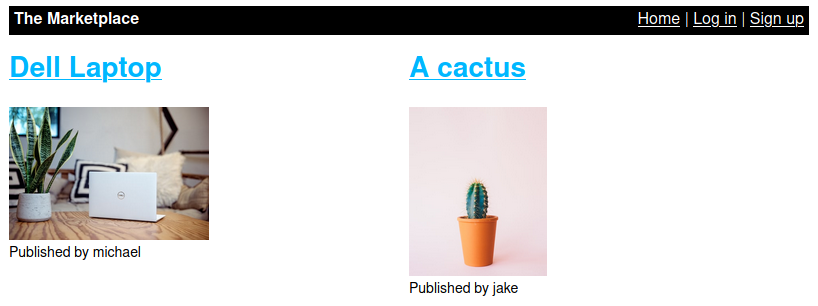 The Marketplace
Home | Log in | Sign up
Dell Laptop
A cactus
Published by michael
Published by jake